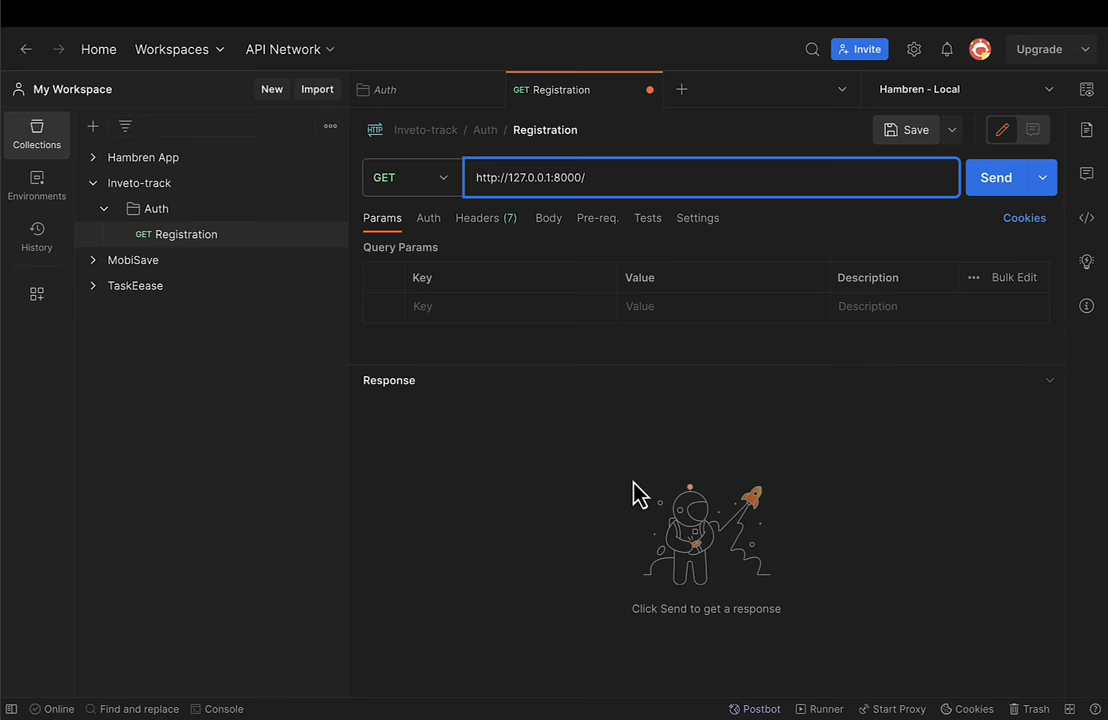 Home Workspaces API Network Invite Upgrade
My Workspace New Import Auth GET Registration Hambren - Local
Collections
Environments
History
Hambren App
Inveto-track
Auth
GET Registration
MobiSave
TaskEease
HTTP Inveto-track / Auth / Registration Save
GET http://127.0.0.1:8000/ Send
Params Auth Headers (7) Body Pre-req. Tests Settings Cookies
Query Params
Key Value Description Bulk Edit
Key Value Description
Response
Click Send to get a response
Online Find and replace Console Postbot Runner Start Proxy Cookies Trash